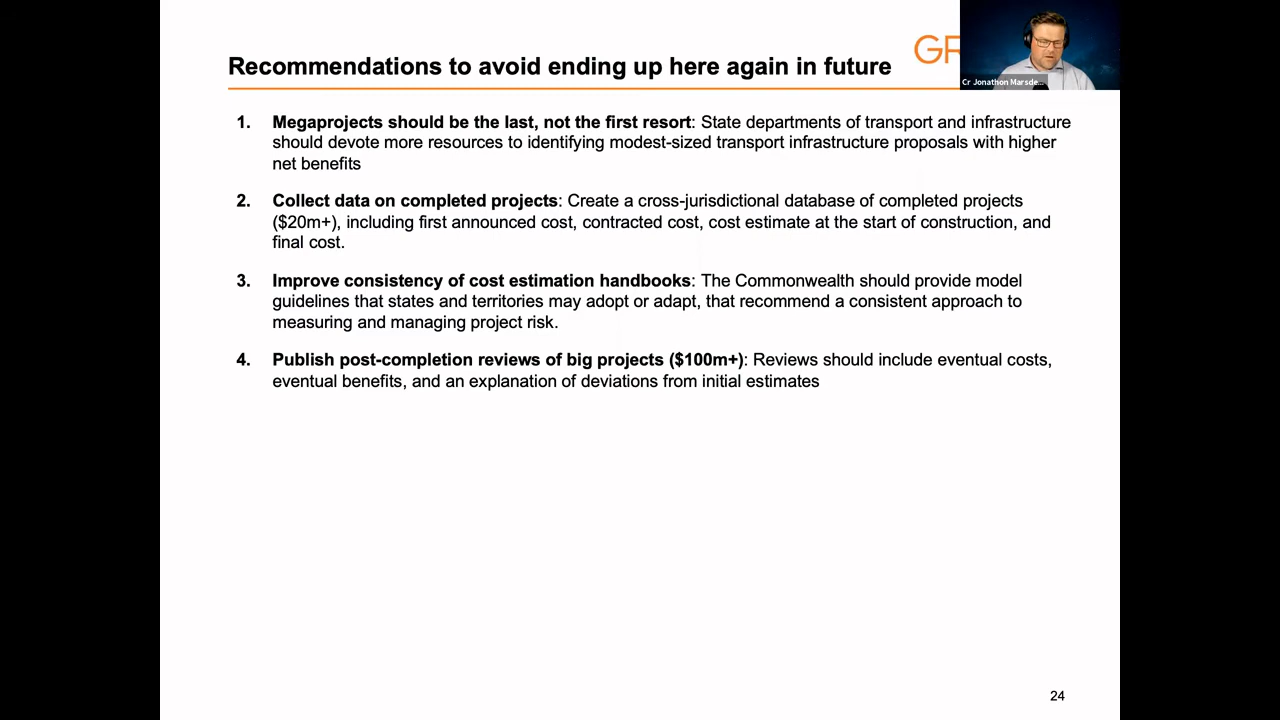 Recommendations to avoid ending up here again in future
GR
Cr Jonathon Marsde...
1. Megaprojects should be the last, not the first resort: State departments of transport and infrastructure
should devote more resources to identifying modest-sized transport infrastructure proposals with higher
net benefits
2. Collect data on completed projects: Create a cross-jurisdictional database of completed projects
($20m+), including first announced cost, contracted cost, cost estimate at the start of construction, and
final cost.
3. Improve consistency of cost estimation handbooks: The Commonwealth should provide model
guidelines that states and territories may adopt or adapt, that recommend a consistent approach to
measuring and managing project risk.
4. Publish post-completion reviews of big projects ($100m+): Reviews should include eventual costs,
eventual benefits, and an explanation of deviations from initial estimates
24